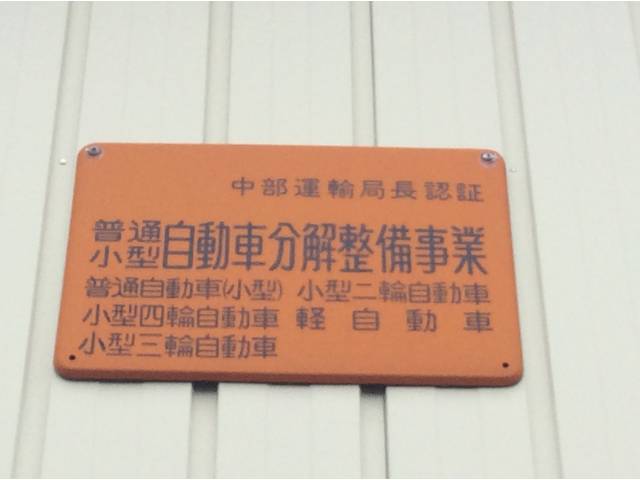 中部運輸局長認証
普通
小型 自動車分解整備事業
普通自動車(小型) 小型二輪自動車
小型四輪自動車 軽自動車
小型三輪自動車